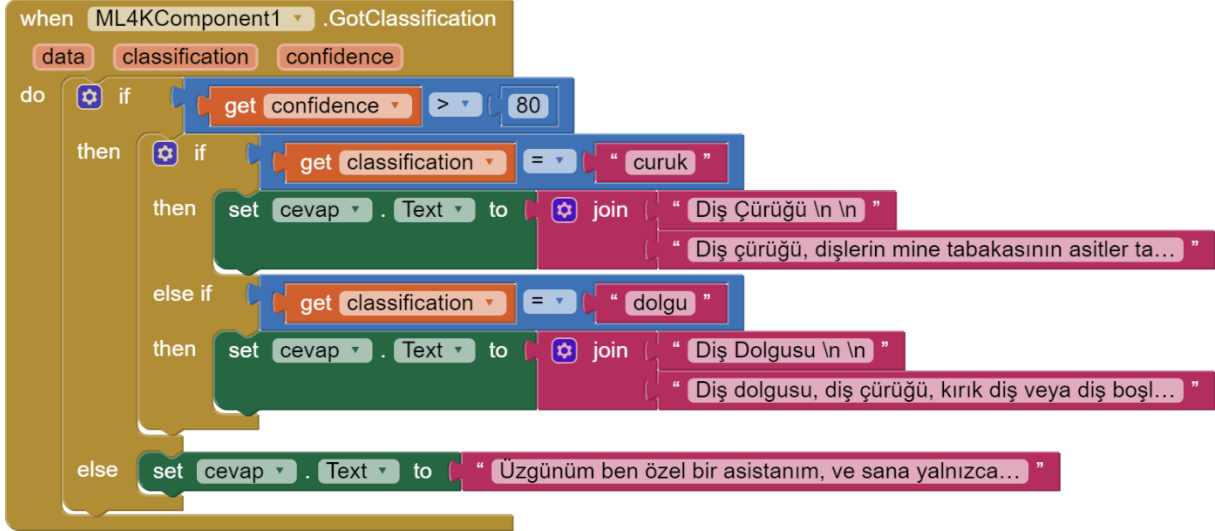 when ML4KComponent1 .GotClassification
data classification confidence
do if get confidence > 80
then if get classification = " curuk "
then set cevap . Text to join " Diş Çürüğü \n \n "
" Diş çürüğü, dişlerin mine tabakasının asitler ta… "
else if get classification = " dolgu "
then set cevap . Text to join " Diş Dolgusu \n \n "
" Diş dolgusu, diş çürüğü, kırık diş veya diş boşl… "
else set cevap . Text to " Üzgünüm ben özel bir asistanım, ve sana yalnızca… "